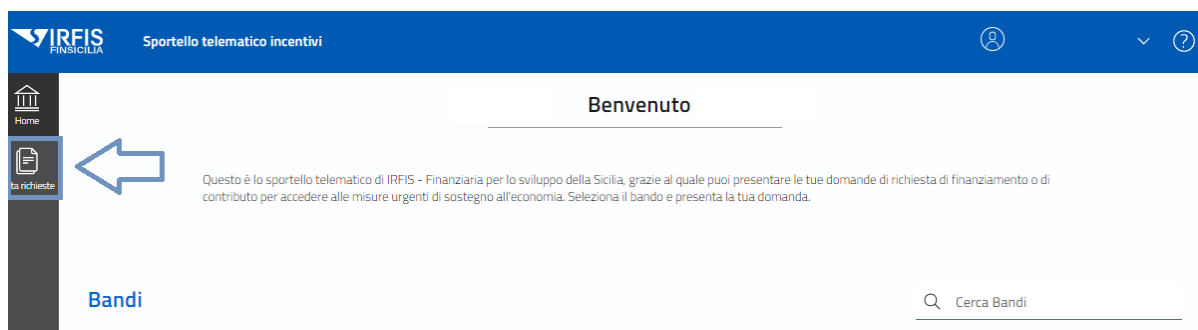 IRFIS
FINSICILIA
Sportello telematico incentivi
Home
ta richieste
Benvenuto
Questo è lo sportello telematico di IRFIS - Finanziaria per lo sviluppo della Sicilia, grazie al quale puoi presentare le tue domande di richiesta di finanziamento o di
contributo per accedere alle misure urgenti di sostegno all'economia. Seleziona il bando e presenta la tua domanda.
Bandi
Cerca Bandi